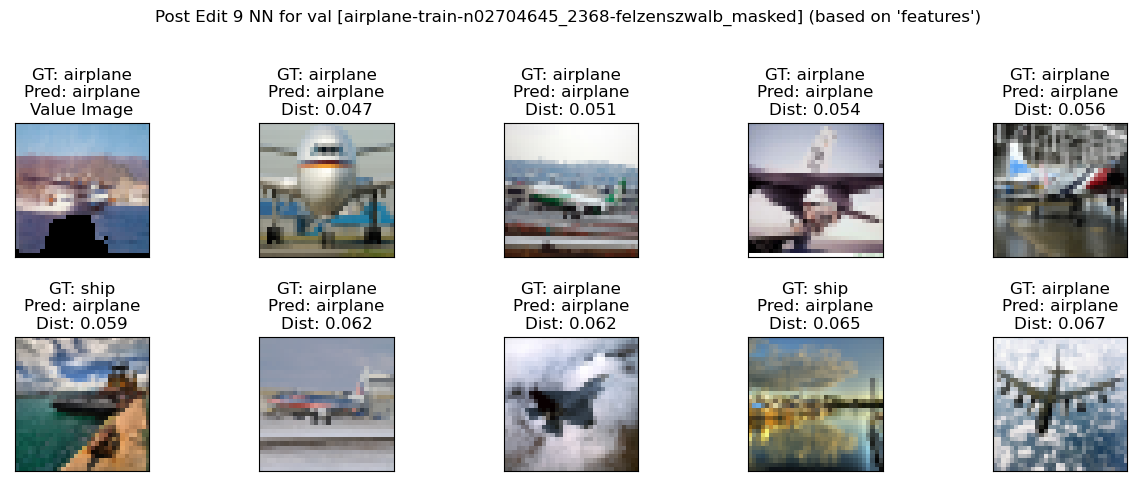 Post Edit 9 NN for val [airplane-train-n02704645_2368-felzenszwalb_masked] (based on 'features')
GT: airplane
Pred: airplane
Value Image
GT: airplane
Pred: airplane
Dist: 0.047
GT: airplane
Pred: airplane
Dist: 0.051
GT: airplane
Pred: airplane
Dist: 0.054
GT: airplane
Pred: airplane
Dist: 0.056
GT: ship
Pred: airplane
Dist: 0.059
GT: airplane
Pred: airplane
Dist: 0.062
GT: airplane
Pred: airplane
Dist: 0.062
GT: ship
Pred: airplane
Dist: 0.065
GT: airplane
Pred: airplane
Dist: 0.067